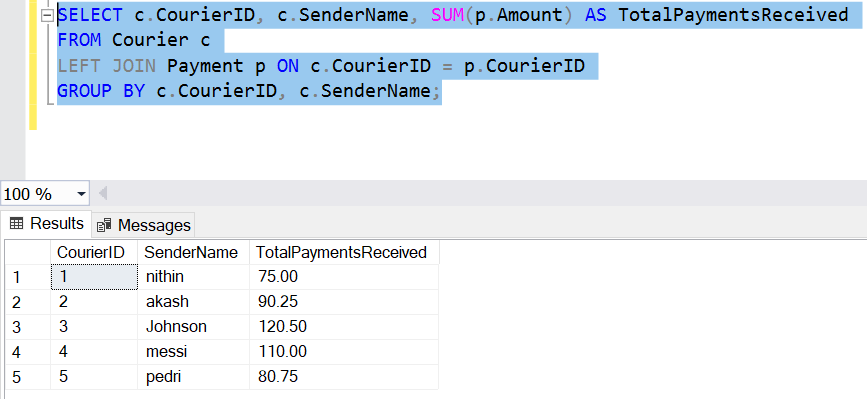 SELECT c.CourierID, c.SenderName, SUM(p.Amount) AS TotalPaymentsReceived
FROM Courier c
LEFT JOIN Payment p ON c.CourierID = p.CourierID
GROUP BY c.CourierID, c.SenderName;
100 %
Results Messages
CourierID SenderName TotalPaymentsReceived
1 1 nithin 75.00
2 2 akash 90.25
3 3 Johnson 120.50
4 4 messi 110.00
5 5 pedri 80.75